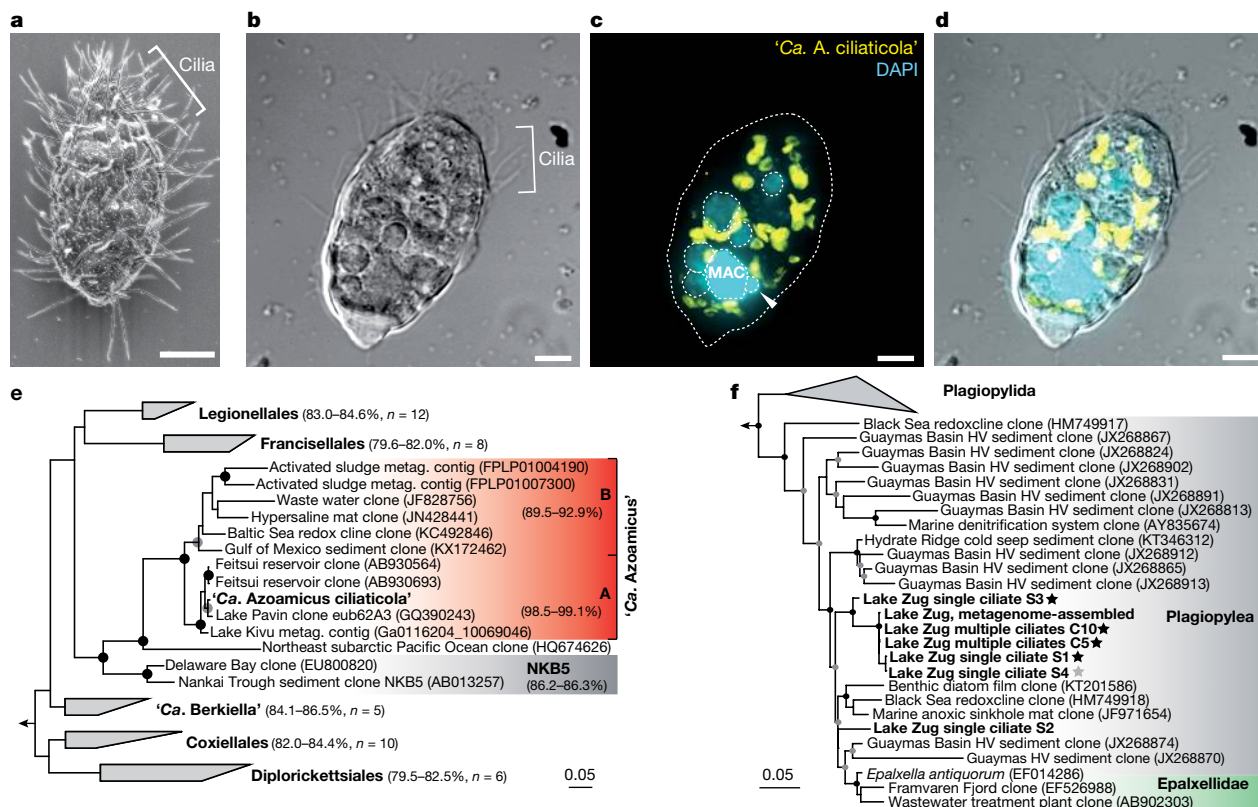 a
b
c
d
Cilia
Cilia
'Ca. A. ciliaticola'
DAPI
MAC
e
Legionellales (83.0–84.6%, n = 12)
Francisellales (79.6–82.0%, n = 8)
Activated sludge metag. contig (FPLP01004190)
Activated sludge metag. contig (FPLP01007300)
Waste water clone (JF828756)
Hypersaline mat clone (JN428441)
Baltic Sea redox cline clone (KC492846)
Gulf of Mexico sediment clone (KX172462)
B
(89.5–92.9%)
Feitsui reservoir clone (AB930564)
Feitsui reservoir clone (AB930693)
'Ca. Azoamicus ciliaticola'
Lake Pavin clone eub62A3 (GQ390243)
Lake Kivu metag. contig (Ga0116204_10069046)
A
(98.5–99.1%)
'Ca. Azoamicus'
Northeast subarctic Pacific Ocean clone (HQ674626)
Delaware Bay clone (EU800820)
Nankai Trough sediment clone NKB5 (AB013257)
NKB5
(86.2–86.3%)
'Ca. Berkiella' (84.1–86.5%, n = 5)
Coxiellales (82.0–84.4%, n = 10)
Diplorickettsiales (79.5–82.5%, n = 6)
0.05
f
Plagiopylida
Black Sea redoxcline clone (HM749917)
Guaymas Basin HV sediment clone (JX268867)
Guaymas Basin HV sediment clone (JX268824)
Guaymas Basin HV sediment clone (JX268902)
Guaymas Basin HV sediment clone (JX268831)
Guaymas Basin HV sediment clone (JX268891)
Guaymas Basin HV sediment clone (JX268813)
Marine denitrification system clone (AY835674)
Hydrate Ridge cold seep sediment (KT346312)
Guaymas Basin HV sediment clone (JX268912)
Guaymas Basin HV sediment clone (JX268865)
Guaymas Basin HV sediment clone (JX268913)
Lake Zug single ciliate S3★
Lake Zug, metagenome-assembled
Lake Zug multiple ciliates C10★
Lake Zug multiple ciliates C5★
Lake Zug single ciliate S1★
Lake Zug single ciliate S4★
Benthic diatom film clone (KT201586)
Black Sea redoxcline clone (HM749918)
Marine anoxic sinkhole mat clone (JF971654)
Lake Zug single ciliate S2
Guaymas HV sediment clone (JX268874)
Guaymas HV sediment clone (JX268870)
Plagiopylea
Epalxella antiquorum (EF014286)
Framvaren Fjord clone (EF526988)
Wastewater treatment plant clone (AB902303)
Epalxellidae
0.05